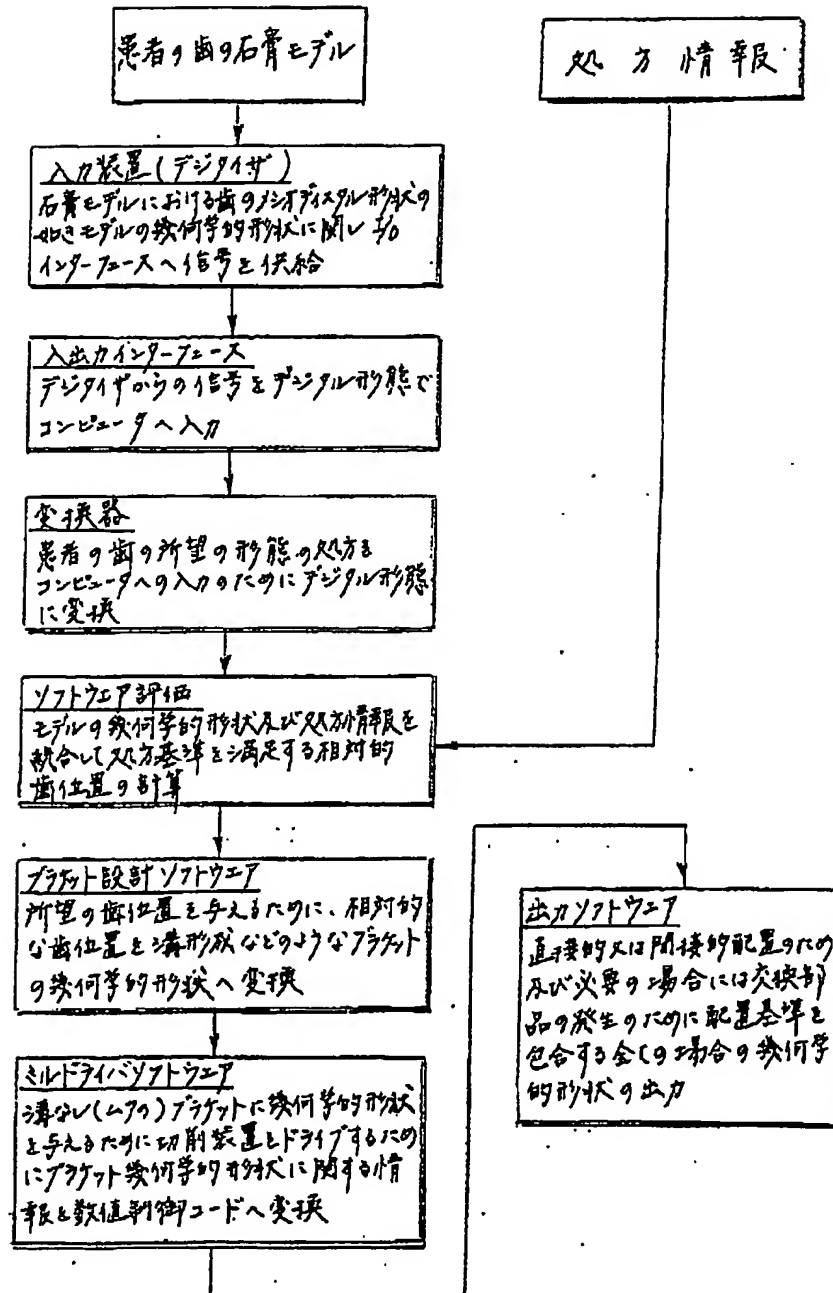 患者の歯の石膏モデル
処方情報
入力装置(デジタイザ)
石膏モデルにおける歯のメシオディスタル形状の
如きモデルの幾何学的形状に関し I/O
インターフェースへ信号を供給
入出力インターフェース
デジタイザからの信号をデジタル形態で
コンピュータへ入力
変換器
患者の歯の所望の形態の処方を
コンピュータへの入力のためにデジタル形態
に変換
ソフトウエア評価
モデルの幾何学的形状及び処方情報を
統合して処方基準を満足する相対的
歯位置の計算
ブラケット設計ソフトウエア
所望の歯位置を与えるために、相対的
な歯位置を溝形状などのようなブラケット
の幾何学的形状へ変換
ミルドライバソフトウエア
溝なし(ムアの)ブラケットに幾何学的形状
を与えるために切削装置をドライブするため
にブラケット幾何学的形状に関する情
報を数値制御コードへ変換
出力ソフトウエア
直接的又は間接的配置のため
及び必要の場合には交換部
品の発生のために配置基準を
包含する全ての場合の幾何学
的形状の出力